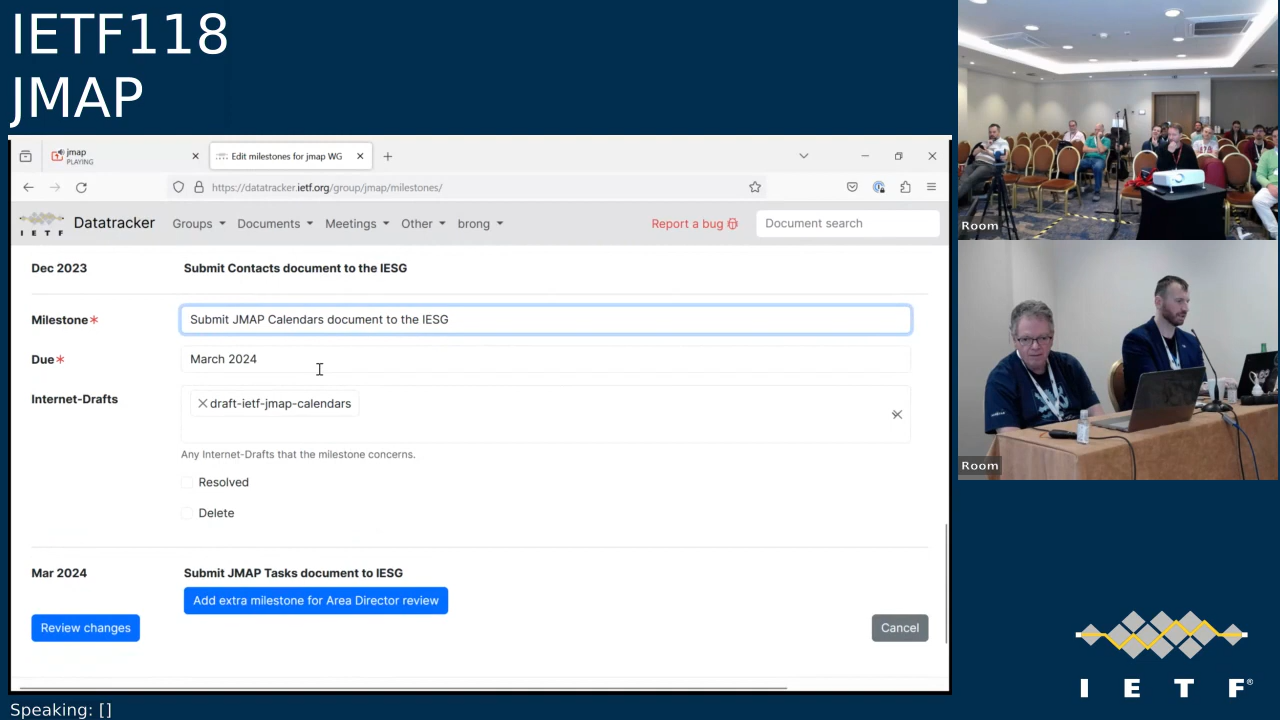 IETF118
JMAP
jmap
PLAYING
Edit milestones for jmap WG
https://datatracker.ietf.org/group/jmap/milestones/
I E T F
Datatracker
Groups
Documents
Meetings
Other
brong
Report a bug
Document search
Dec 2023
Submit Contacts document to the IESG
Milestone*
Submit JMAP Calendars document to the IESG
Due*
March 2024
Internet-Drafts
draft-ietf-jmap-calendars
Any Internet-Drafts that the milestone concerns.
Resolved
Delete
Mar 2024
Submit JMAP Tasks document to IESG
Add extra milestone for Area Director review
Review changes
Cancel
Room
Room
I E T F®
Speaking: []